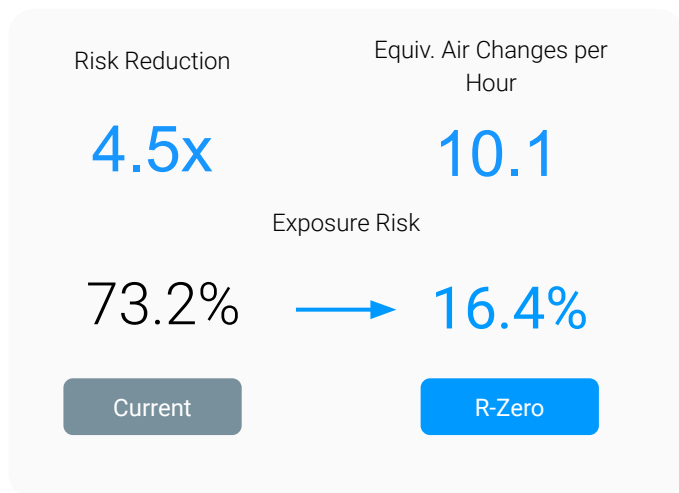 Risk Reduction
Equiv. Air Changes per
Hour
4.5x
10.1
Exposure Risk
73.2%
16.4%
Current
R-Zero